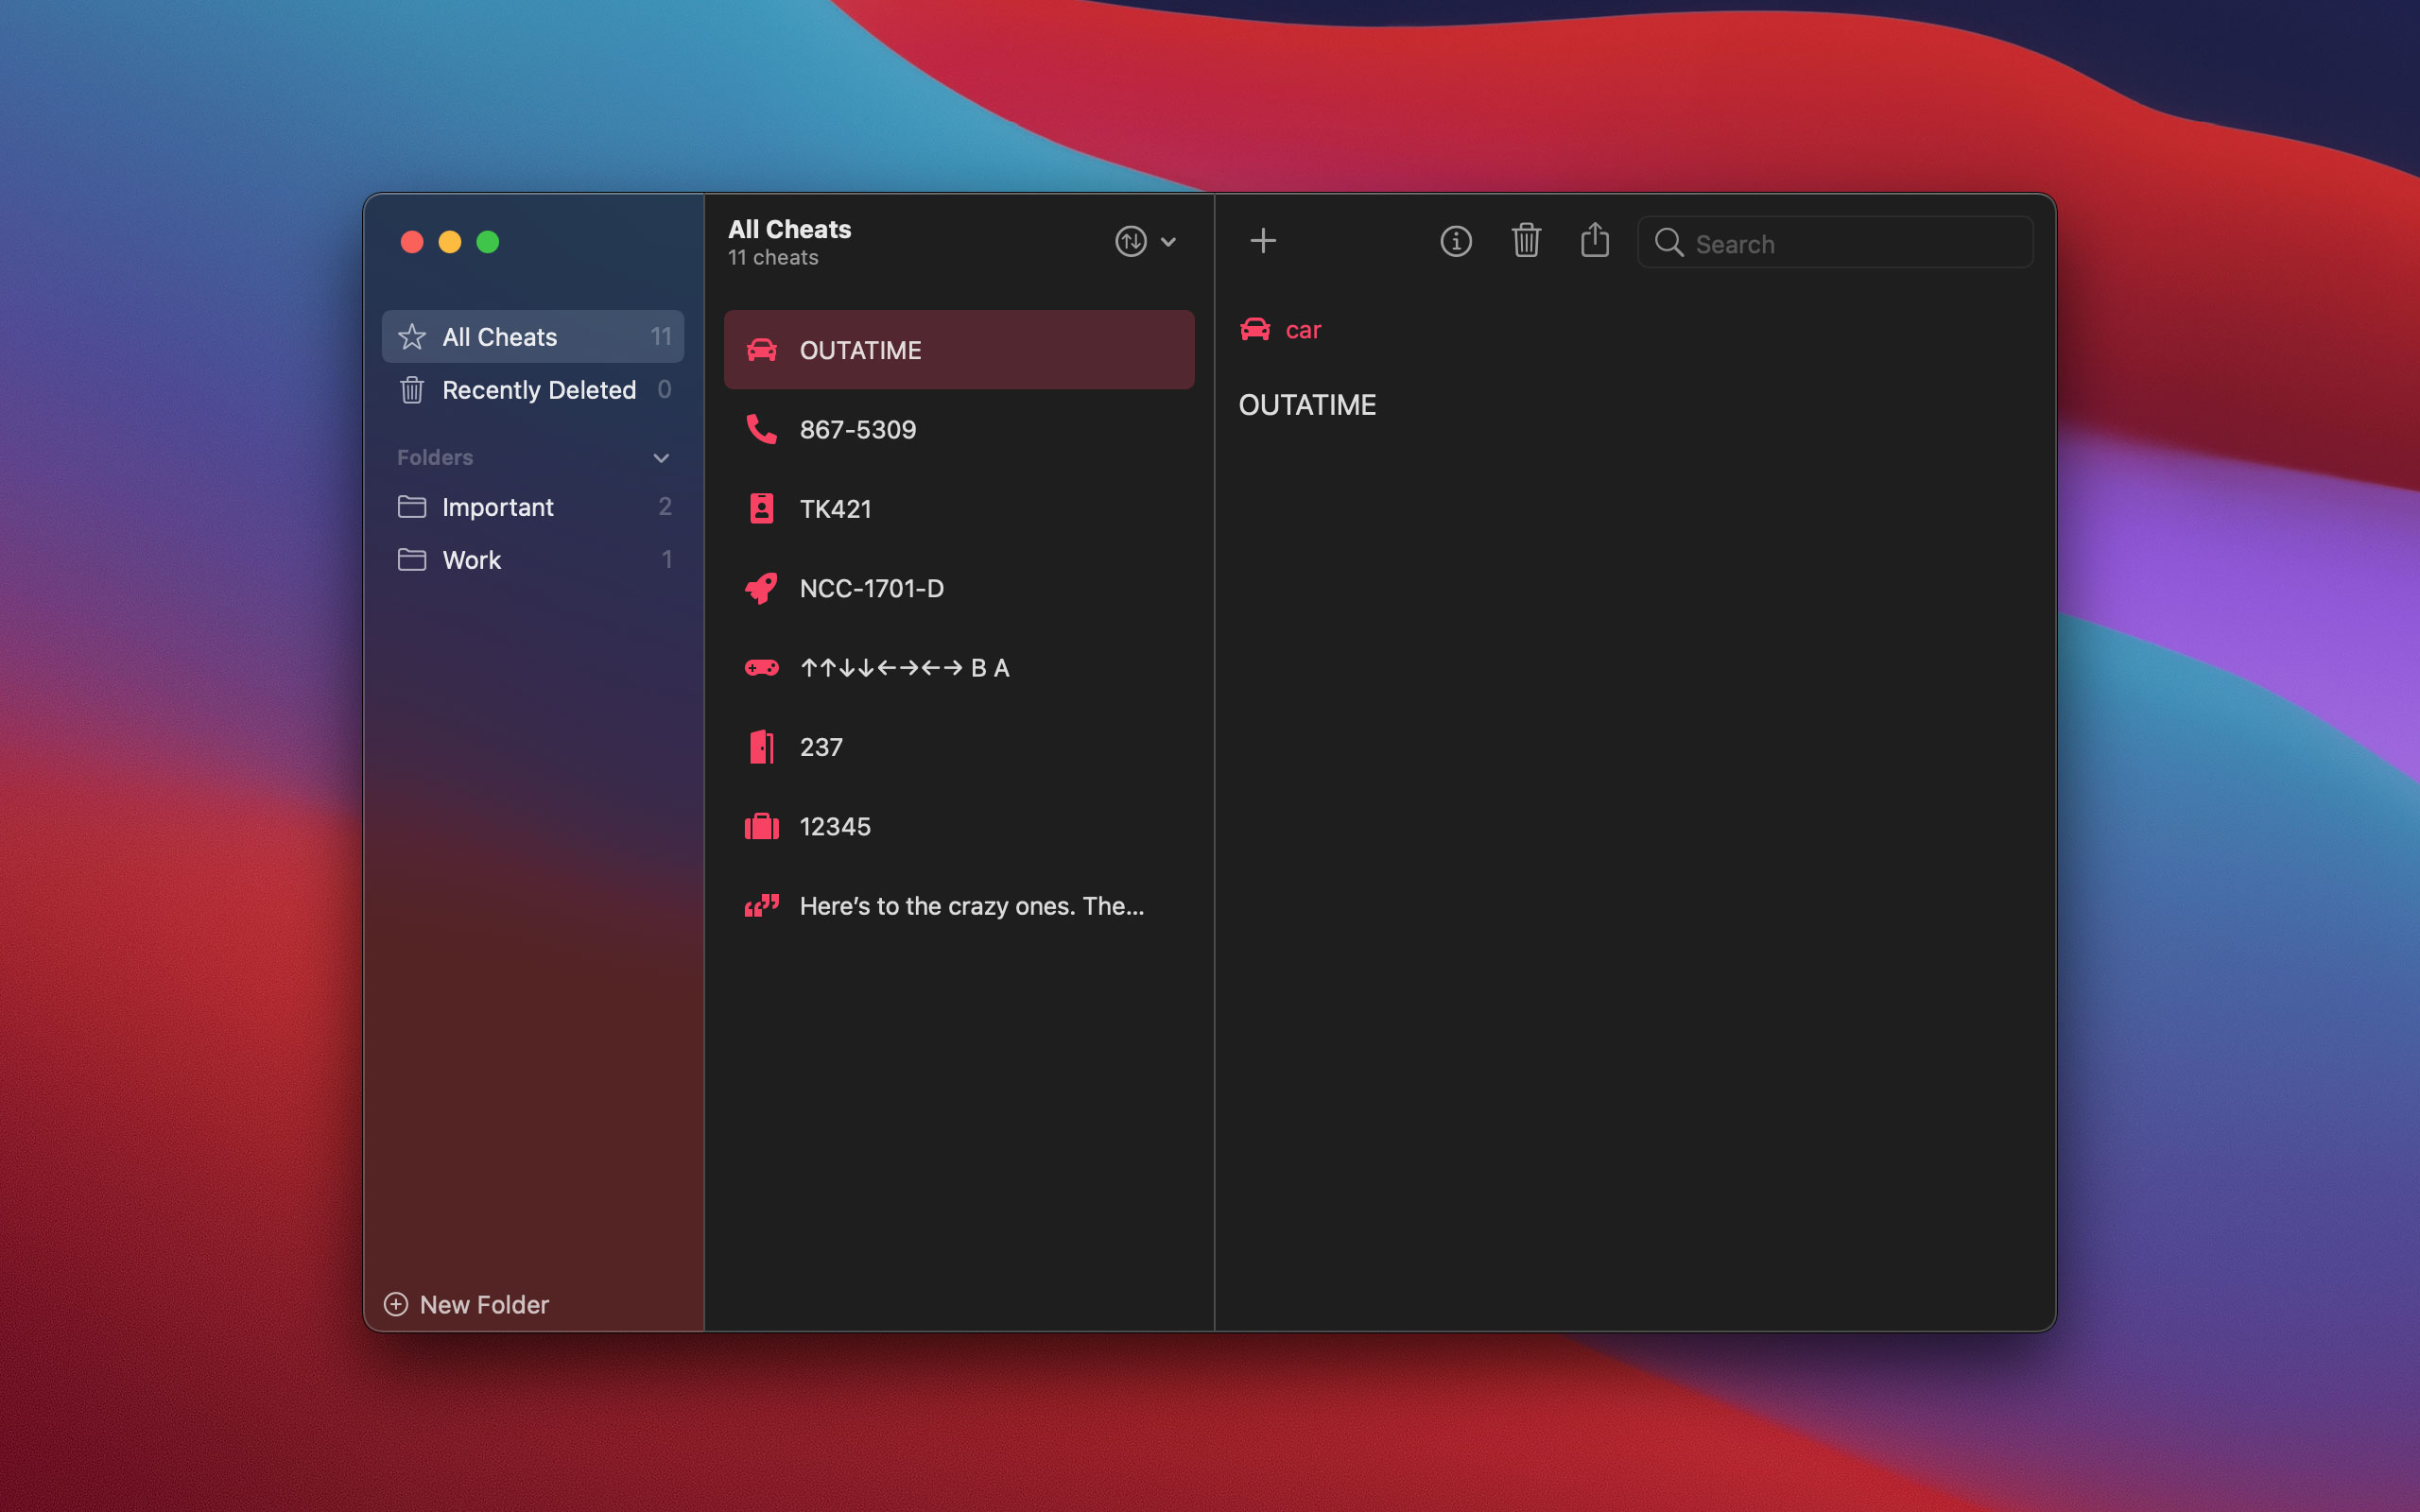 All Cheats 11
Recently Deleted 0
Folders
Important 2
Work 1
New Folder
All Cheats
11 cheats
OUTATIME
867-5309
TK421
NCC-1701-D
↑↑↓↓←→←→ B A
237
12345
Here’s to the crazy ones. The...
Search
car
OUTATIME